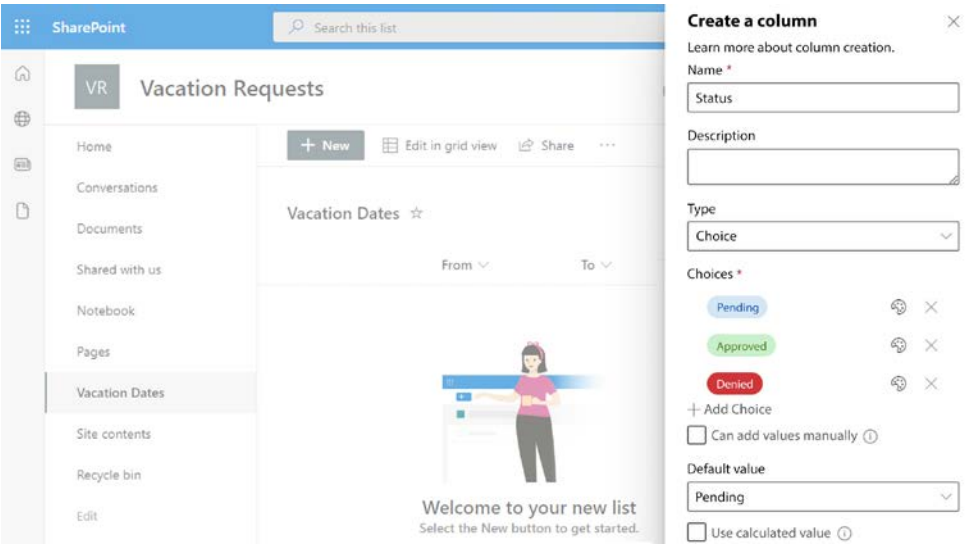 SharePoint
Search this list
VR
Vacation Requests
Home
Conversations
Documents
Shared with us
Notebook
Pages
Vacation Dates
Site contents
Recycle bin
Edit
+ New
Edit in grid view
Share
···
Vacation Dates
From
To
Welcome to your new list
Select the New button to get started.
Create a column
Learn more about column creation.
Name *
Status
Description
Type
Choice
Choices *
Pending
Approved
Denied
+ Add Choice
Can add values manually
Default value
Pending
Use calculated value